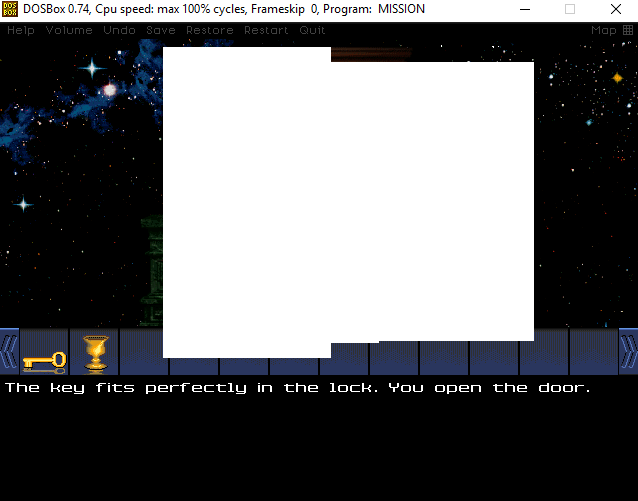 DOSBox 0.74, Cpu speed: max 100% cycles, Frameskip 0, Program: MISSION
Help Volume Undo Save Restore Restart Quit Map
The key fits perfectly in the lock. You open the door.